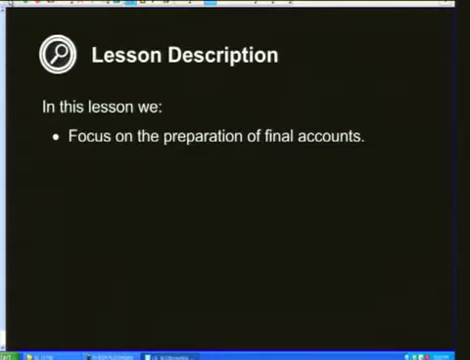 Lesson Description
In this lesson we:
• Focus on the preparation of final accounts.